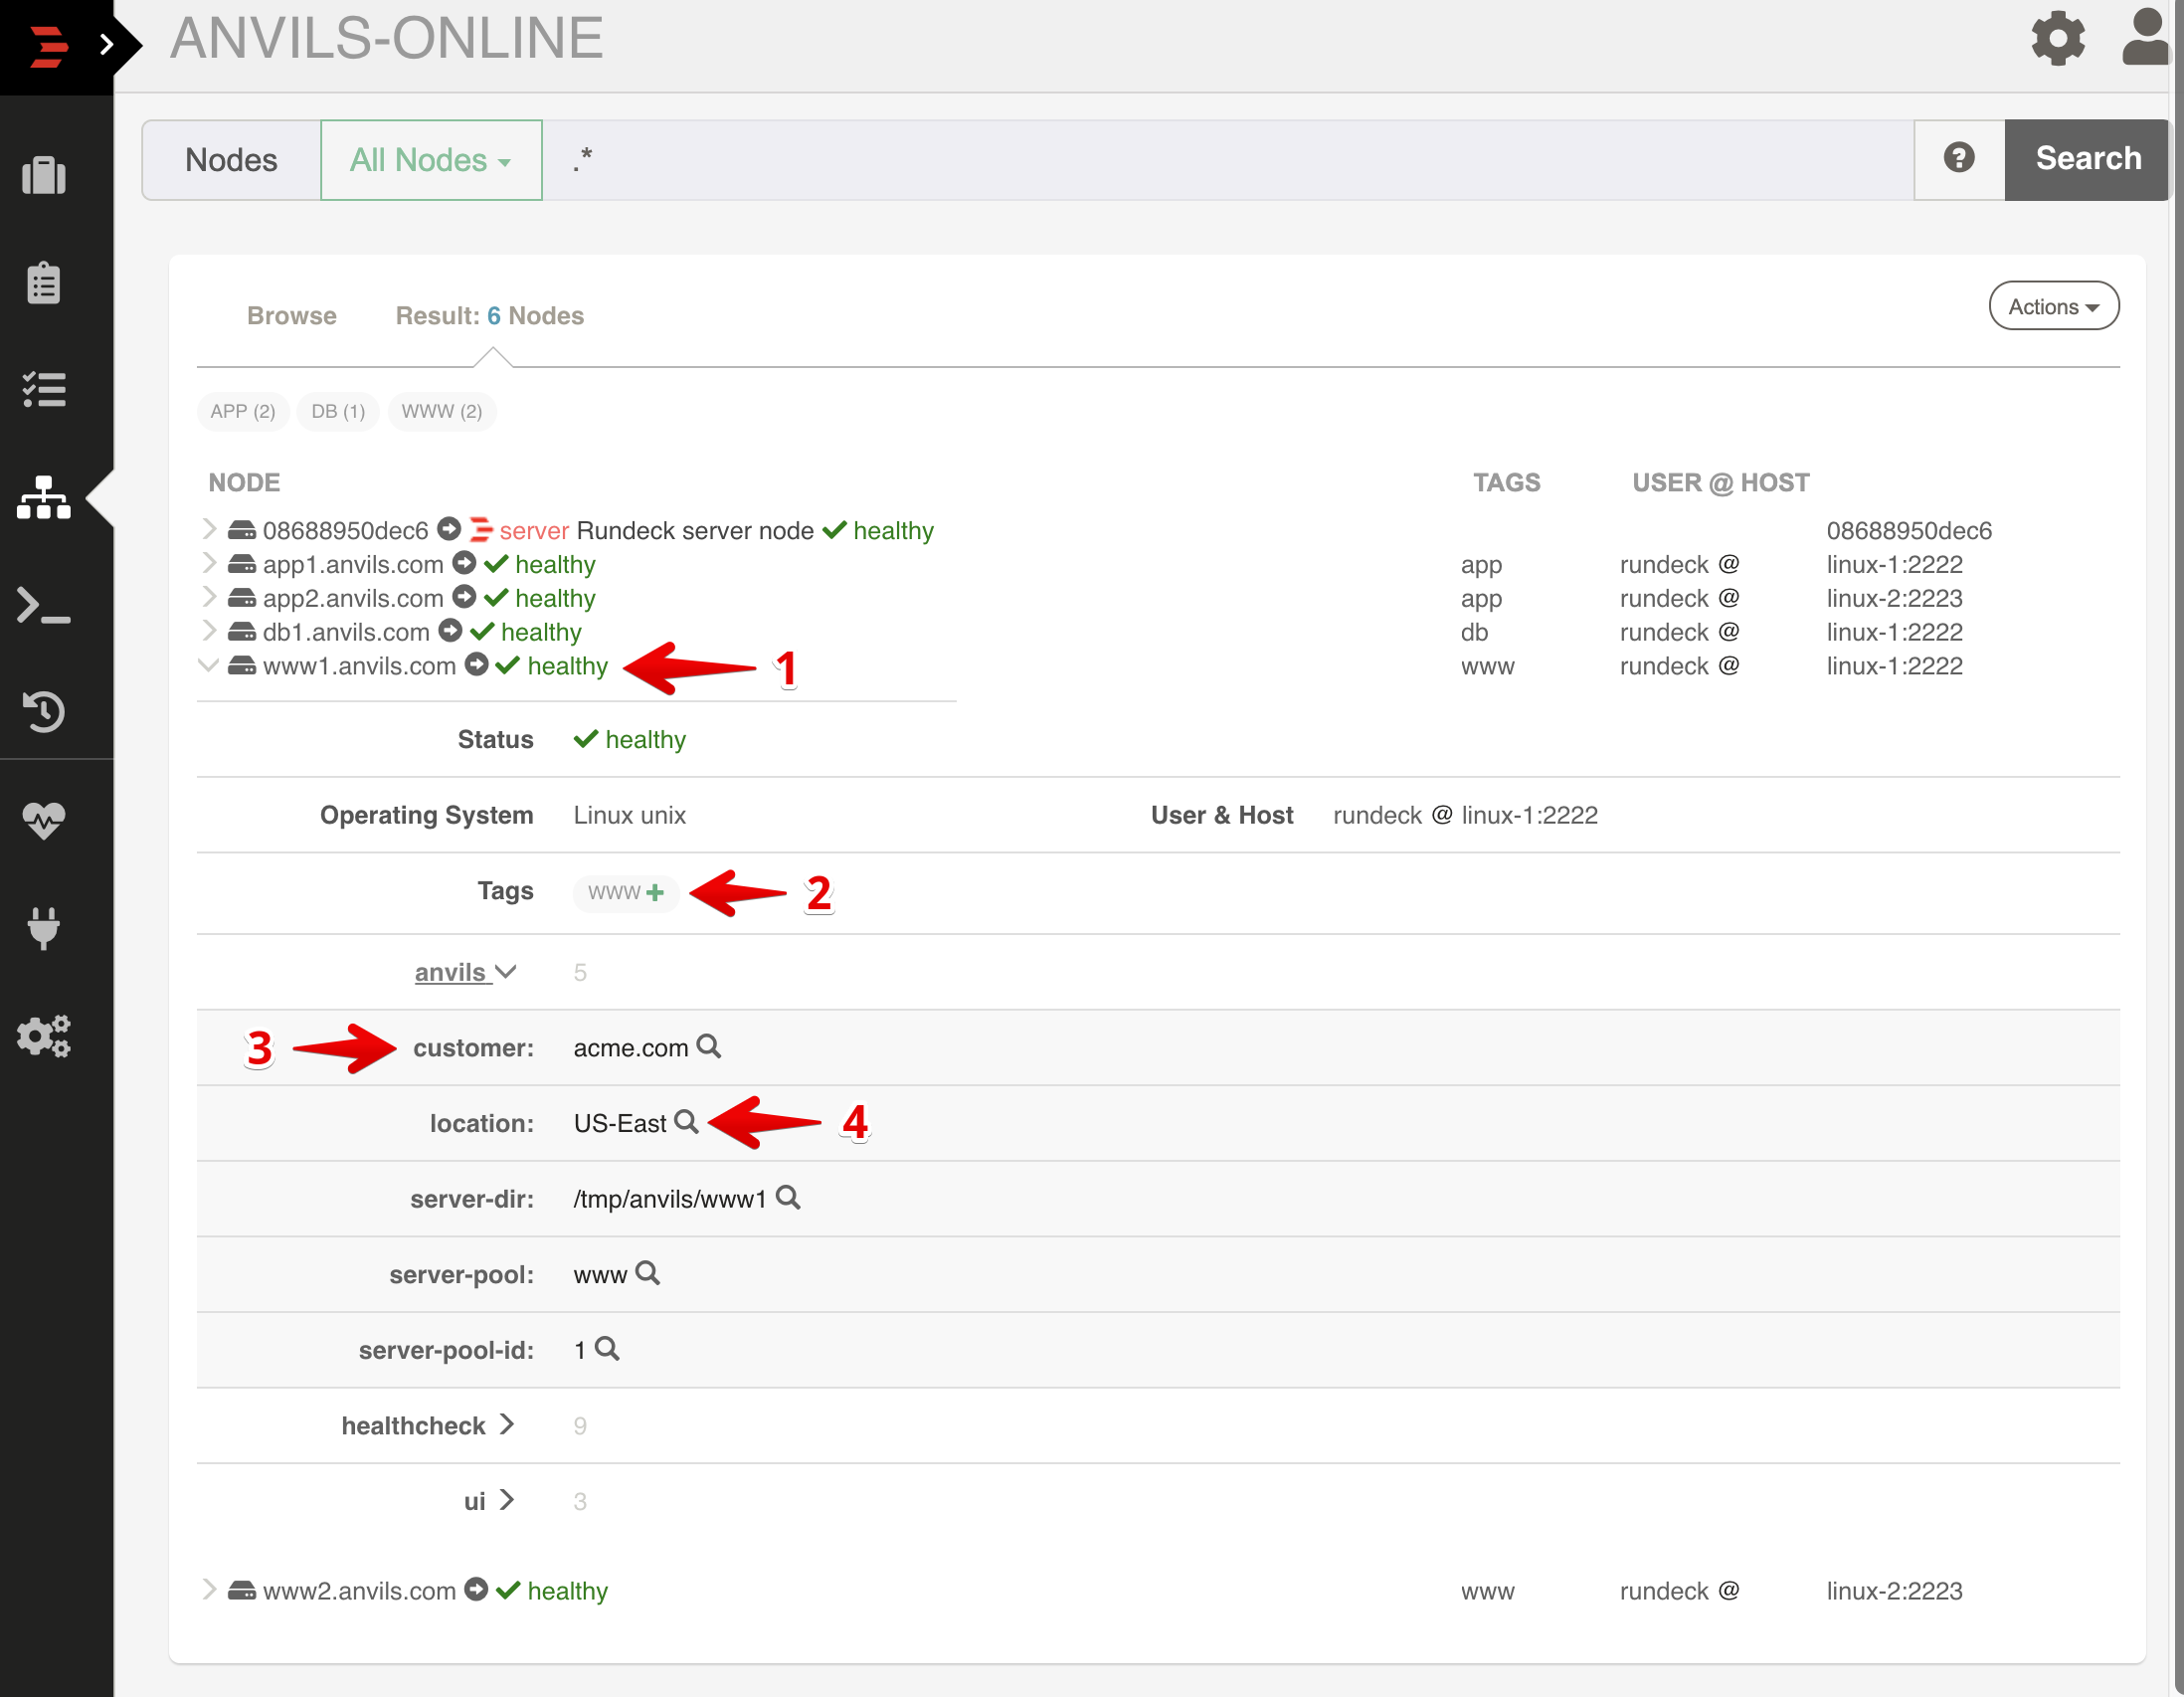 ANVILS-ONLINE
Nodes All Nodes .* ? Search
Browse Result: 6 Nodes Actions
APP (2) DB (1) WWW (2)
NODE TAGS USER @ HOST
08688950dec6 server Rundeck server node healthy 08688950dec6
app1.anvils.com healthy app rundeck @ linux-1:2222
app2.anvils.com healthy app rundeck @ linux-2:2223
db1.anvils.com healthy db rundeck @ linux-1:2222
www1.anvils.com healthy 1 www rundeck @ linux-1:2222
Status healthy
Operating System Linux unix User & Host rundeck @ linux-1:2222
Tags WWW + 2
anvils 5
3 customer: acme.com
location: US-East 4
server-dir: /tmp/anvils/www1
server-pool: www
server-pool-id: 1
healthcheck 9
ui 3
www2.anvils.com healthy www rundeck @ linux-2:2223